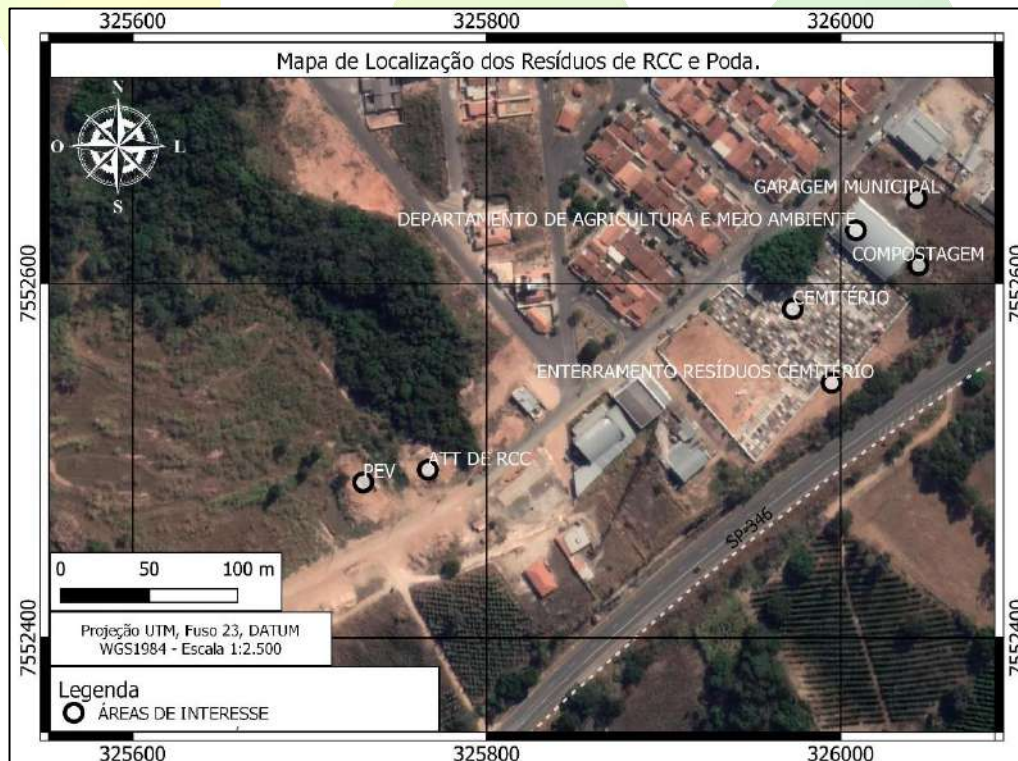 325600 325800 326000
Mapa de Localização dos Resíduos de RCC e Poda.
N
O L
S
GARAGEM MUNICIPAL
DEPARTAMENTO DE AGRICULTURA E MEIO AMBIENTE
COMPOSTAGEM
7552600 7552600
CEMITÉRIO
ENTERRAMENTO RESÍDUOS CEMITÉRIO
ATT DE RCC
PEV
SP-346
0 50 100 m
Projeção UTM, Fuso 23, DATUM
WGS1984 - Escala 1:2.500
7552400 7552400
Legenda
ÁREAS DE INTERESSE
325600 325800 326000